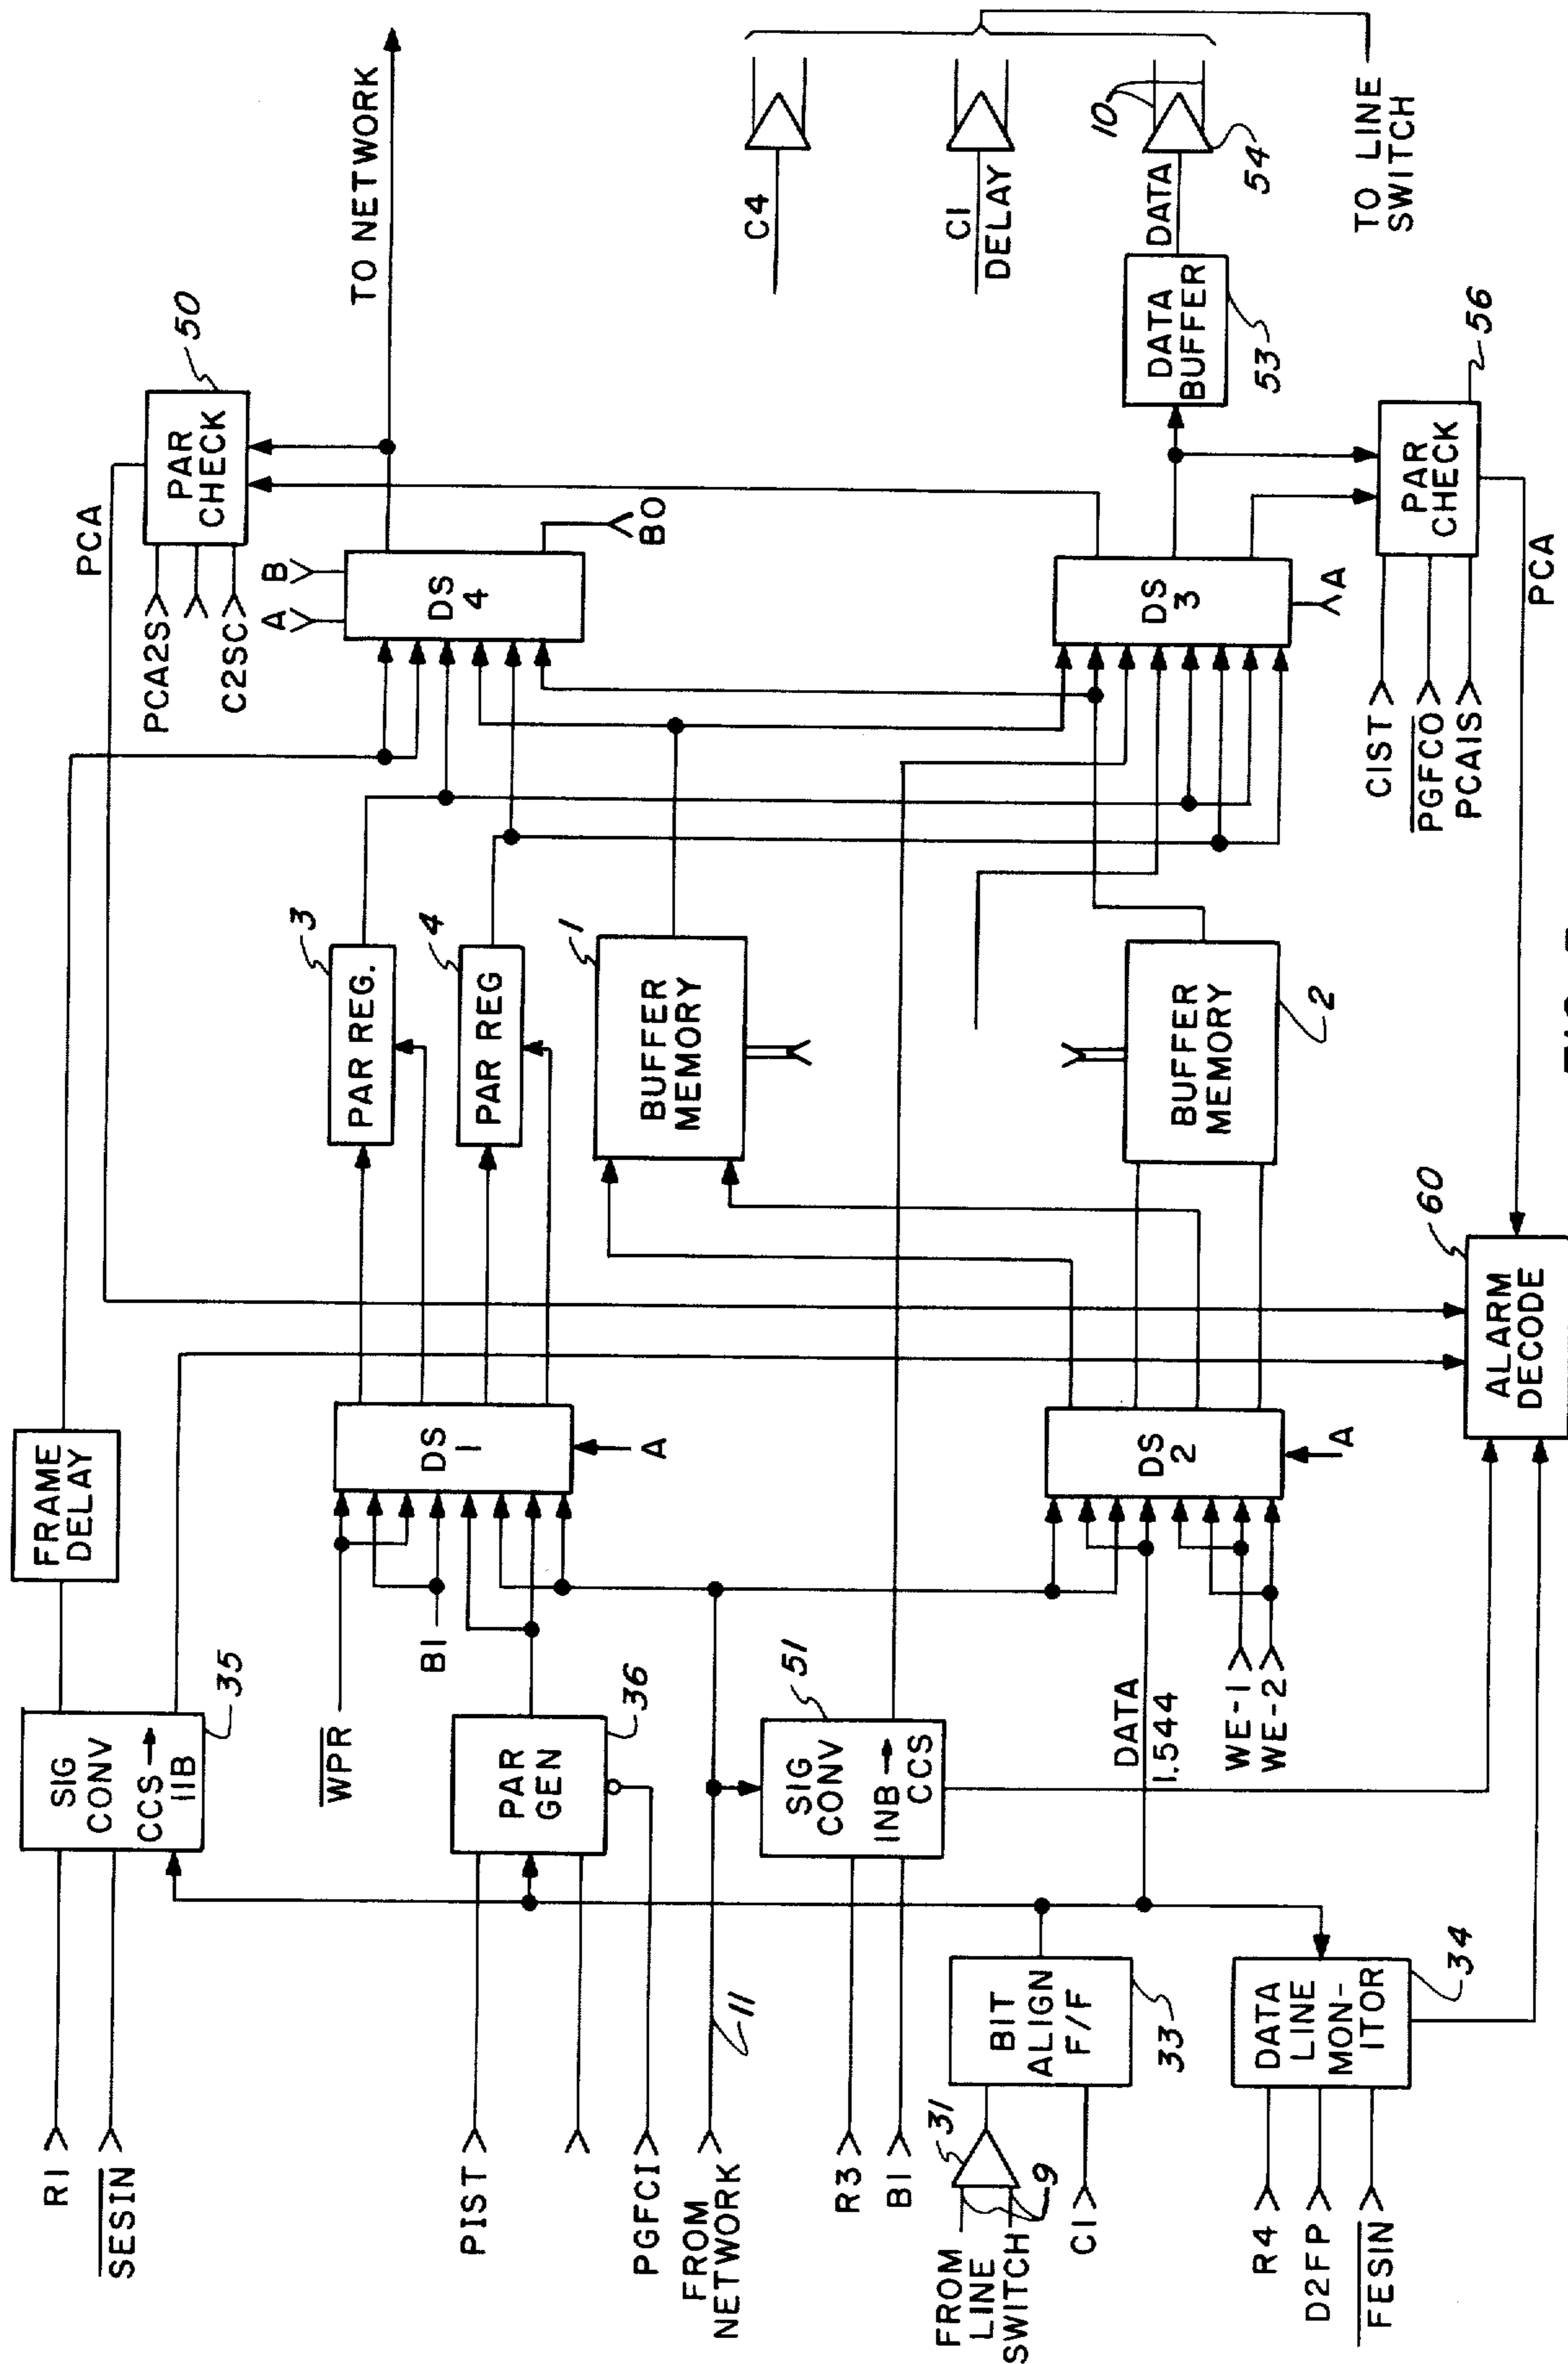 R1
SESIN
SIG
CONV
CCS→
IIB
35
FRAME
DELAY
WPR
B1
PIST
PGFCI
PAR
GEN
36
FROM
NETWORK
11
DS
1
A
PAR REG.
3
PAR REG
4
PCA
PCA2S
C2SC
PAR
CHECK
50
A
B
DS
4
BO
TO NETWORK
R3
B1
SIG
CONV
INB→
CCS
51
BUFFER
MEMORY
1
BUFFER
MEMORY
2
DATA
1.544
WE-1
WE-2
DS
2
A
DS
3
A
C4
C1
DELAY
DATA
BUFFER
53
DATA
54
10
TO LINE
SWITCH
FROM
LINE
SWITCH
9
31
C1
BIT
ALIGN
F/F
33
R4
D2FP
FESIN
DATA
LINE
MON-
ITOR
34
ALARM
DECODE
60
CIST
PGFCO
PCAIS
PAR
CHECK
56
PCA